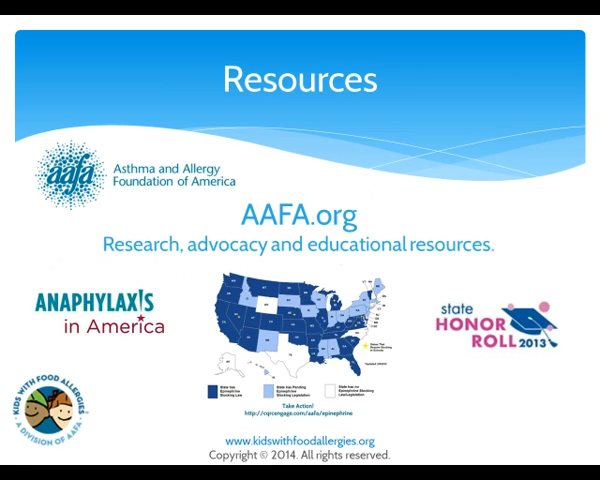 Resources
aafa
Asthma and Allergy
Foundation of America
AAFA.org
Research, advocacy and educational resources.
ANAPHYLAXIS
in America
state
HONOR
ROLL 2013
State has
Epinephrine
Stocking Law
State has Pending
Epinephrine
Stocking Legislation
State has no
Epinephrine Stocking
Law/Legislation
Take Action!
http://cqrcengage.com/aafa/epinephrine
KIDS WITH FOOD ALLERGIES
A DIVISION OF AAFA
www.kidswithfoodallergies.org
Copyright © 2014. All rights reserved.